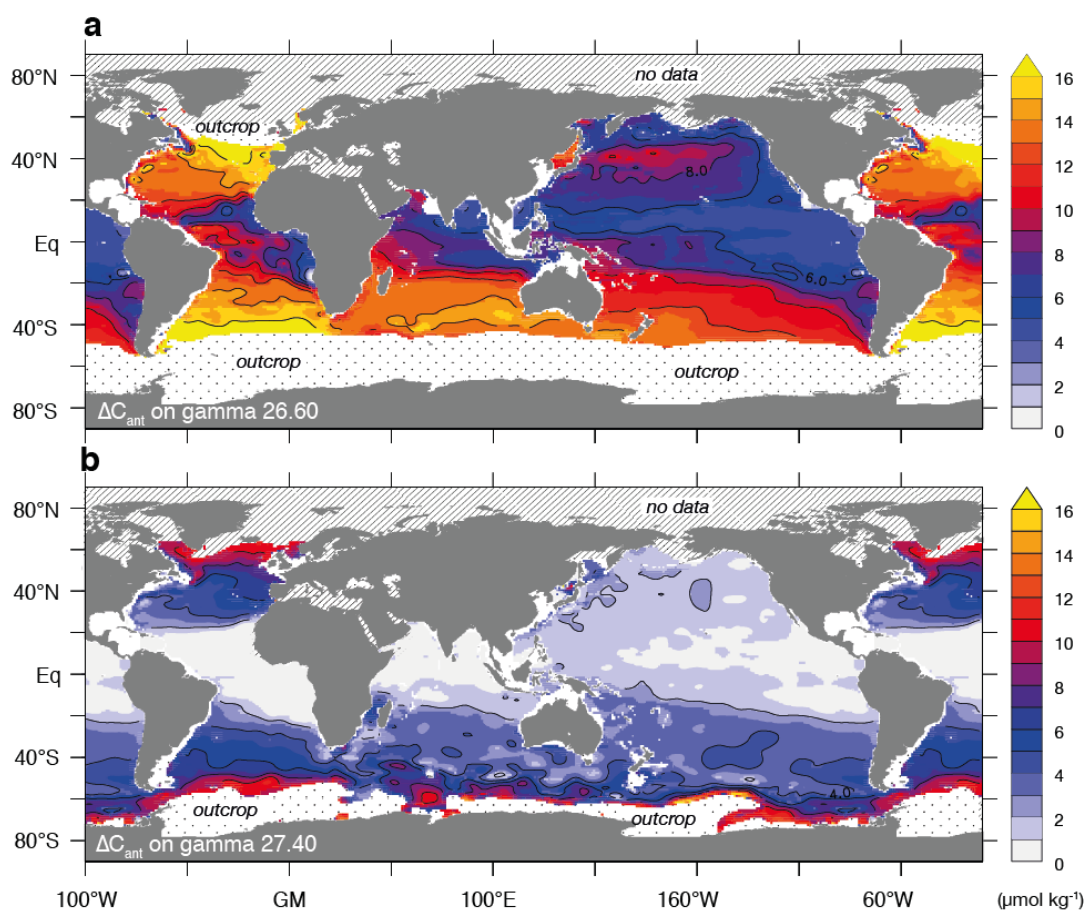 a
80°N
40°N
Eq
40°S
80°S
no data
outcrop
8.0
6.0
outcrop
outcrop
ΔCant on gamma 26.60
16
14
12
10
8
6
4
2
0
b
80°N
40°N
Eq
40°S
80°S
no data
4.0
outcrop
outcrop
ΔCant on gamma 27.40
16
14
12
10
8
6
4
2
0
100°W GM 100°E 160°W 60°W (μmol kg-1)